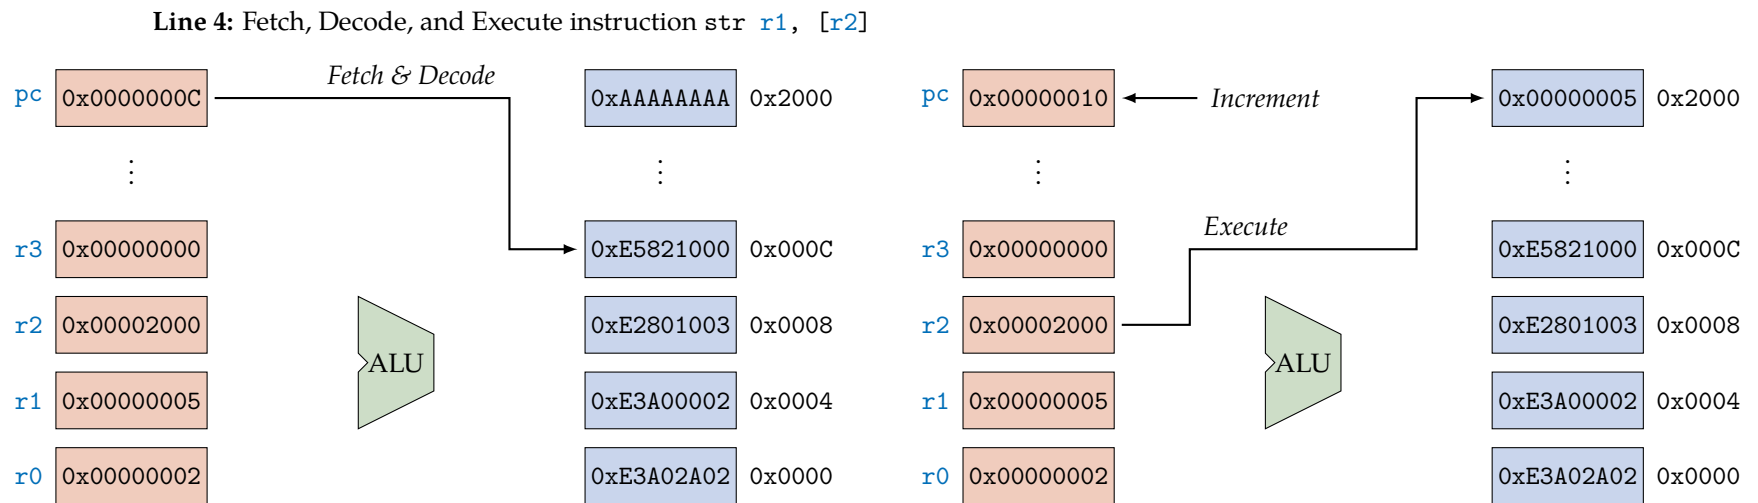 Line 4: Fetch, Decode, and Execute instruction str r1, [r2]
pc 0x0000000C Fetch & Decode 0xAAAAAAAA 0x2000
⋮ ⋮
r3 0x00000000 0xE5821000 0x000C
r2 0x00002000 0xE2801003 0x0008
ALU
r1 0x00000005 0xE3A00002 0x0004
r0 0x00000002 0xE3A02A02 0x0000
pc 0x00000010 Increment 0x00000005 0x2000
⋮ ⋮
Execute
r3 0x00000000 0xE5821000 0x000C
r2 0x00002000 0xE2801003 0x0008
ALU
r1 0x00000005 0xE3A00002 0x0004
r0 0x00000002 0xE3A02A02 0x0000